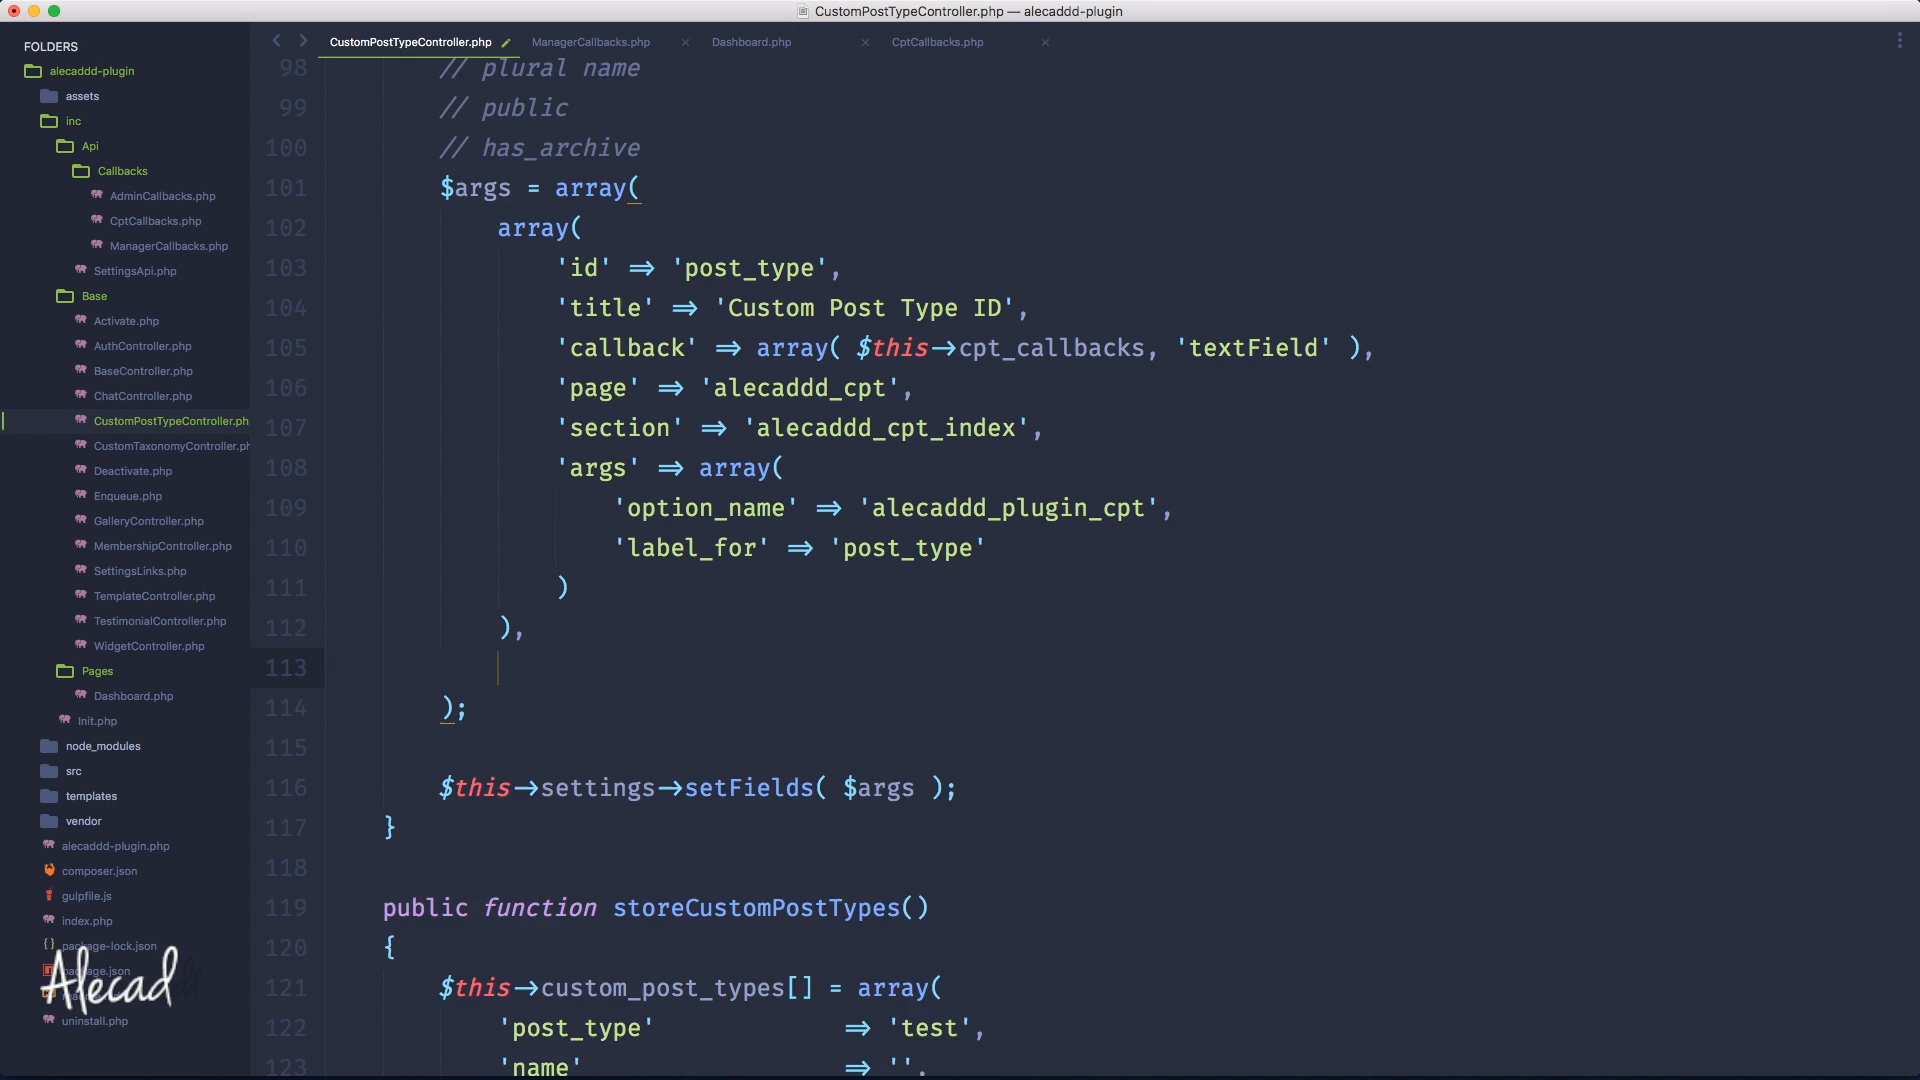 CustomPostTypeController.php — alecaddd-plugin
FOLDERS
alecaddd-plugin
assets
inc
Api
Callbacks
AdminCallbacks.php
CptCallbacks.php
ManagerCallbacks.php
SettingsApi.php
Base
Activate.php
AuthController.php
BaseController.php
ChatController.php
CustomPostTypeController.ph
CustomTaxonomyController.ph
Deactivate.php
Enqueue.php
GalleryController.php
MembershipController.php
SettingsLinks.php
TemplateController.php
TestimonialController.php
WidgetController.php
Pages
Dashboard.php
Init.php
node_modules
src
templates
vendor
alecaddd-plugin.php
composer.json
gulpfile.js
index.php
package-lock.json
package.json
uninstall.php
Alecad
CustomPostTypeController.php ManagerCallbacks.php Dashboard.php CptCallbacks.php
98 // plural name
99 // public
100 // has_archive
101 $args = array(
102 array(
103 'id' => 'post_type',
104 'title' => 'Custom Post Type ID',
105 'callback' => array( $this->cpt_callbacks, 'textField' ),
106 'page' => 'alecaddd_cpt',
107 'section' => 'alecaddd_cpt_index',
108 'args' => array(
109 'option_name' => 'alecaddd_plugin_cpt',
110 'label_for' => 'post_type'
111 )
112 ),
113
114 );
115
116 $this->settings->setFields( $args );
117 }
118
119 public function storeCustomPostTypes()
120 {
121 $this->custom_post_types[] = array(
122 'post_type' => 'test',
123 'name' => '',